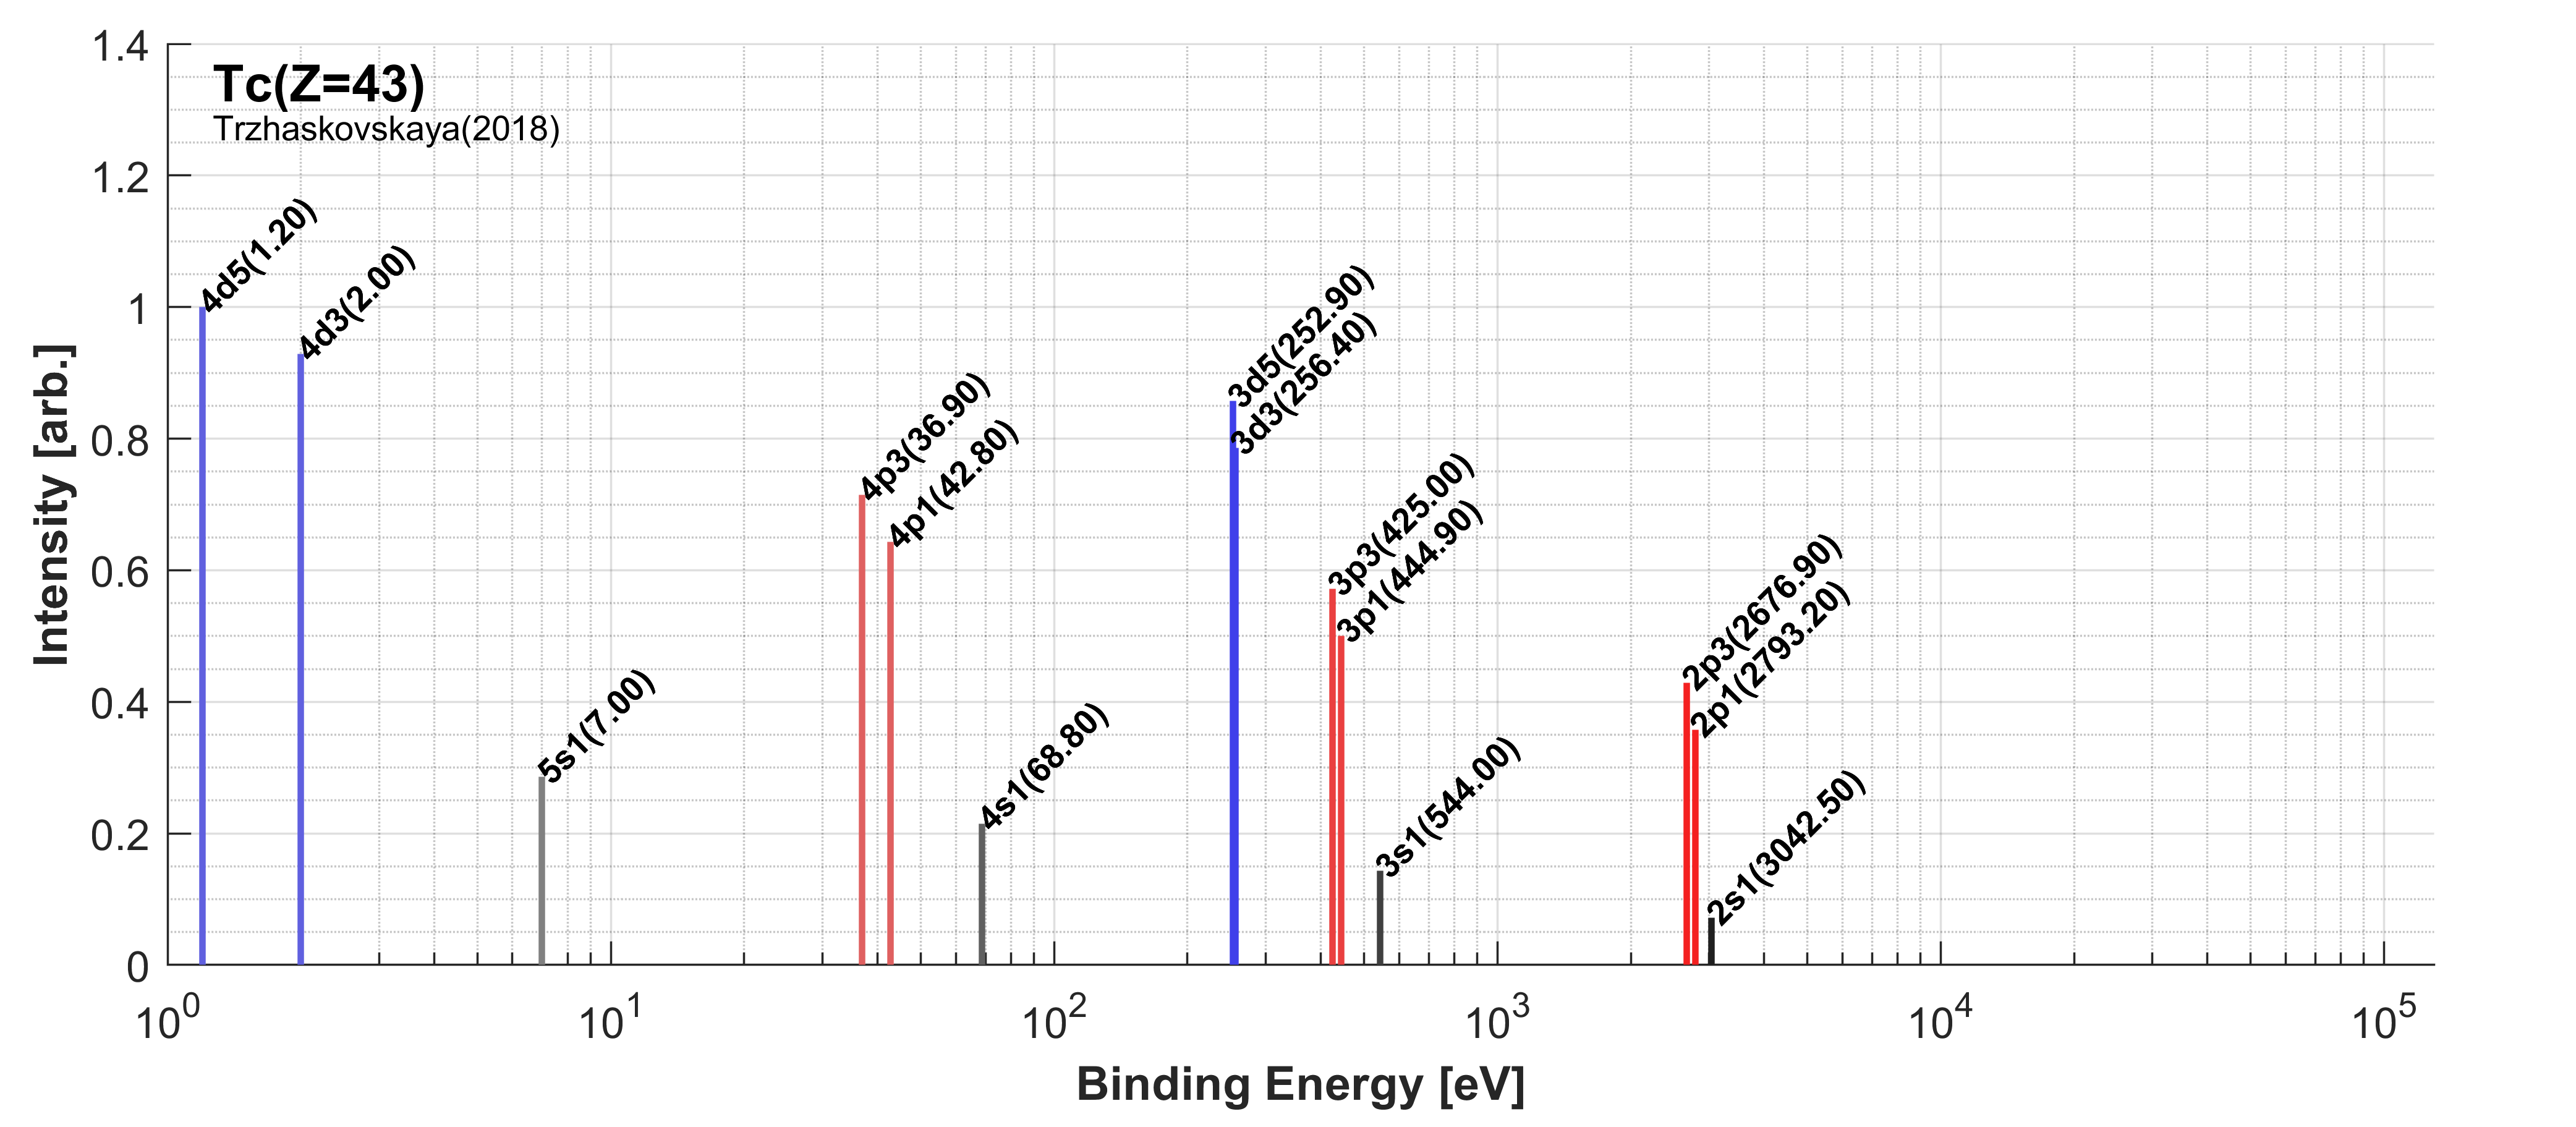 Tc(Z=43)
Trzhaskovskaya(2018)
1.4
1.2
1
0.8
0.6
0.4
0.2
0
Intensity [arb.]
4d5(1.20)
4d3(2.00)
5s1(7.00)
4p3(36.90)
4p1(42.80)
4s1(68.80)
3d5(252.90)
3d3(256.40)
3p3(425.00)
3p1(444.90)
3s1(544.00)
2p3(2676.90)
2p1(2793.20)
2s1(3042.50)
10^0
10^1
10^2
10^3
10^4
10^5
Binding Energy [eV]